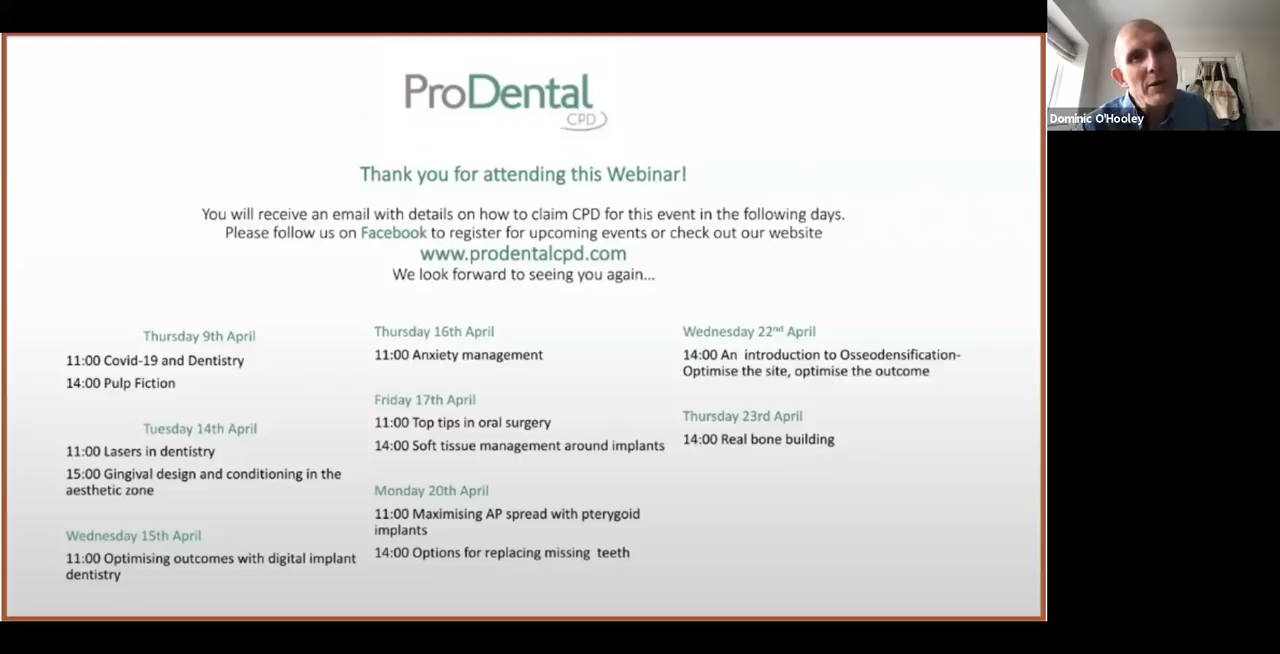 ProDental
CPD
Thank you for attending this Webinar!
You will receive an email with details on how to claim CPD for this event in the following days.
Please follow us on Facebook to register for upcoming events or check out our website
www.prodentalcpd.com
We look forward to seeing you again...
Thursday 9th April
11:00 Covid-19 and Dentistry
14:00 Pulp Fiction
Tuesday 14th April
11:00 Lasers in dentistry
15:00 Gingival design and conditioning in the
aesthetic zone
Wednesday 15th April
11:00 Optimising outcomes with digital implant
dentistry
Thursday 16th April
11:00 Anxiety management
Friday 17th April
11:00 Top tips in oral surgery
14:00 Soft tissue management around implants
Monday 20th April
11:00 Maximising AP spread with pterygoid
implants
14:00 Options for replacing missing teeth
Wednesday 22nd April
14:00 An introduction to Osseodensification-
Optimise the site, optimise the outcome
Thursday 23rd April
14:00 Real bone building
Dominic O'Hooley